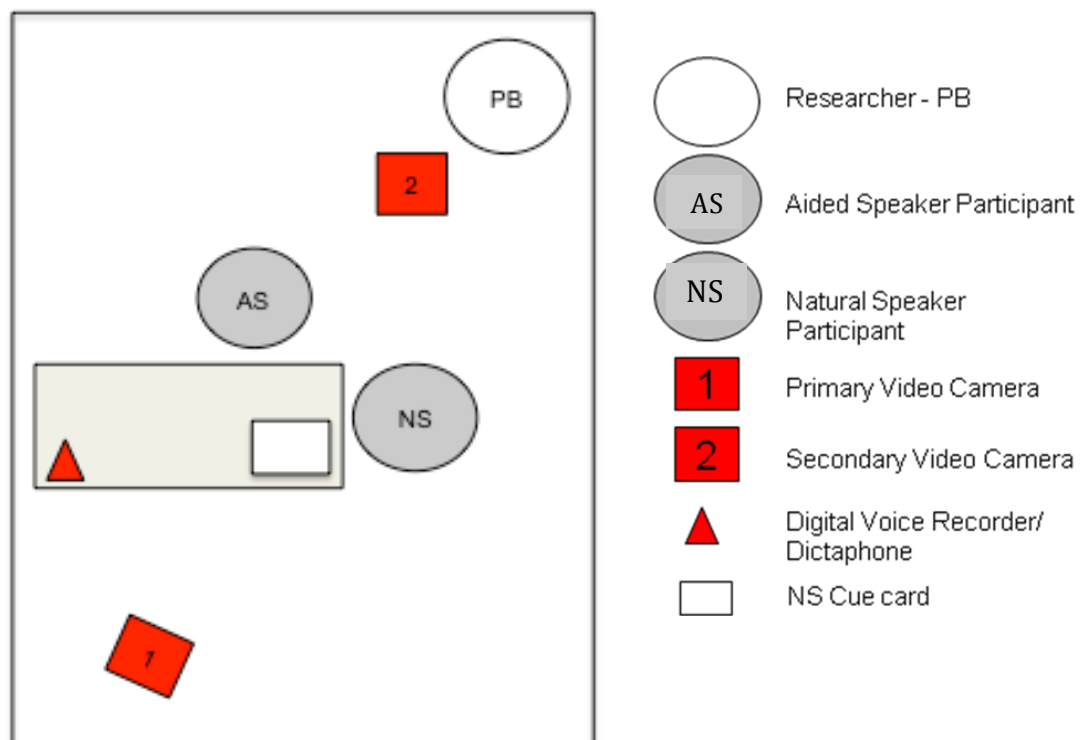 PB
2
AS
NS
1
Researcher - PB
AS
Aided Speaker Participant
NS
Natural Speaker
Participant
1
Primary Video Camera
2
Secondary Video Camera
Digital Voice Recorder/
Dictaphone
NS Cue card